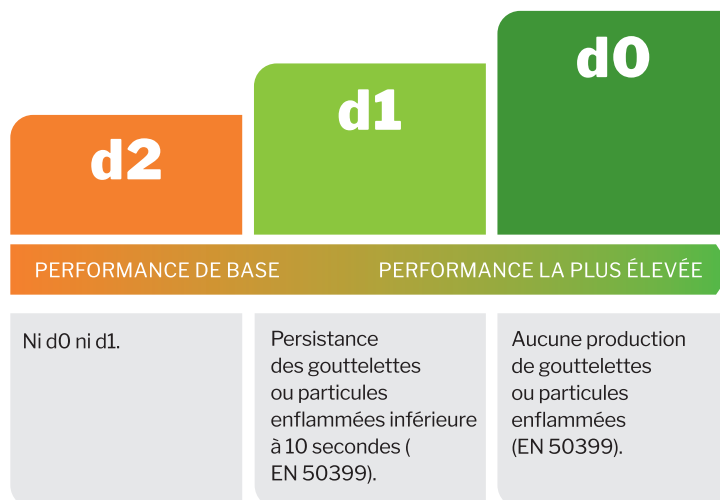 d2
d1
d0
PERFORMANCE DE BASE
PERFORMANCE LA PLUS ÉLEVÉE
Ni d0 ni d1.
Persistance
des gouttelettes
ou particules
enflammées inférieure
à 10 secondes (
EN 50399).
Aucune production
de gouttelettes
ou particules
enflammées
(EN 50399).